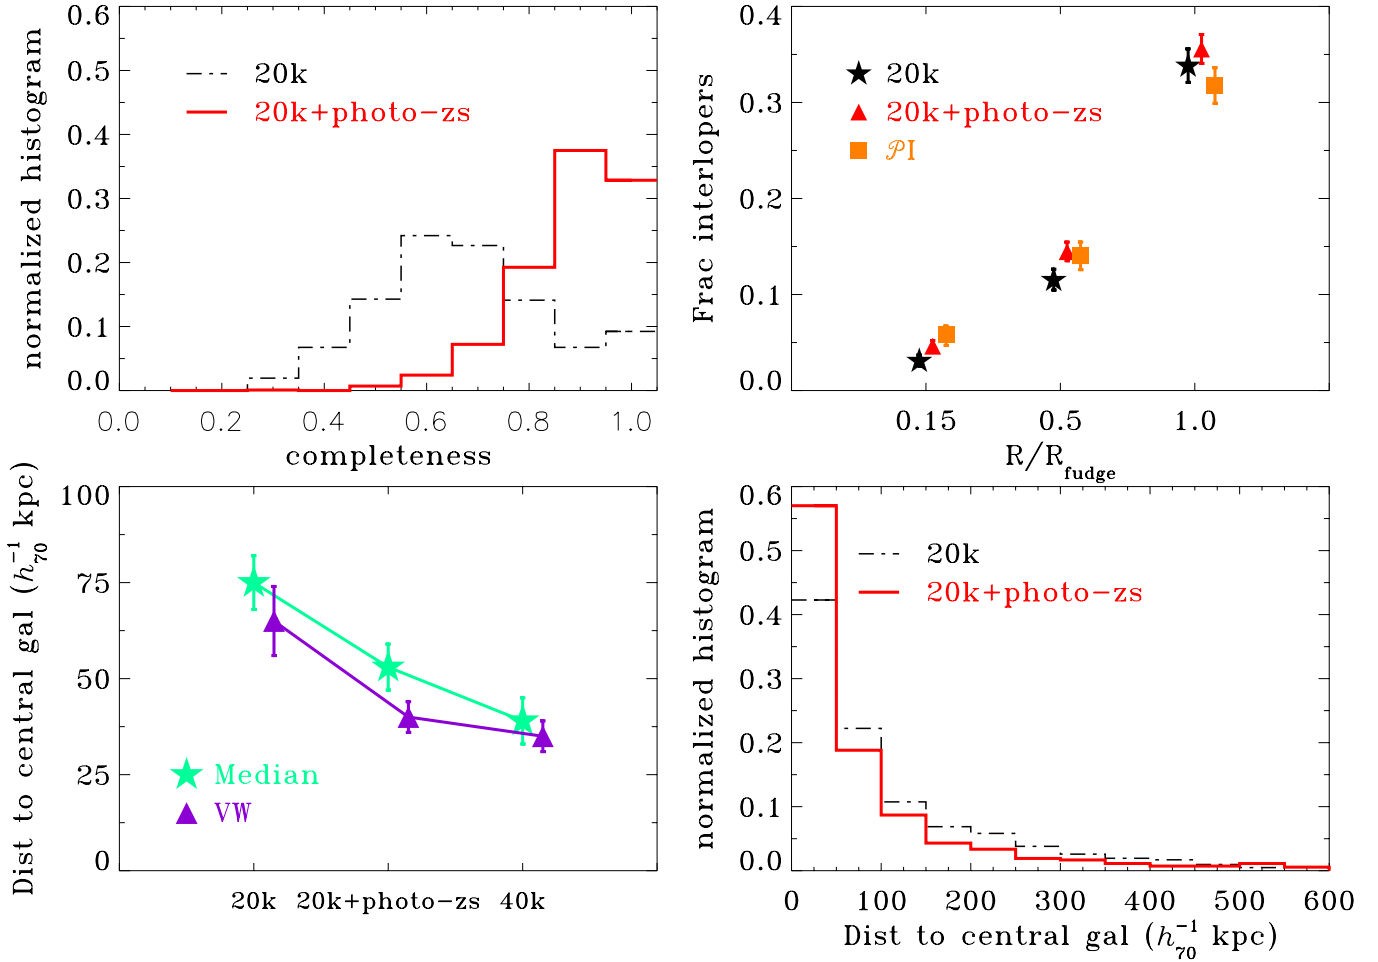 normalized histogram
0.6
0.5
0.4
0.3
0.2
0.1
0.0
20k
20k+photo-zs
0.0 0.2 0.4 0.6 0.8 1.0
completeness
Frac interlopers
0.4
0.3
0.2
0.1
0.0
20k
20k+photo-zs
𝒫I
0.15 0.5 1.0
R/R_fudge
Dist to central gal (h_70^-1 kpc)
100
75
50
25
0
Median
VW
20k 20k+photo-zs 40k
normalized histogram
0.6
0.5
0.4
0.3
0.2
0.1
0.0
20k
20k+photo-zs
0 100 200 300 400 500 600
Dist to central gal (h_70^-1 kpc)